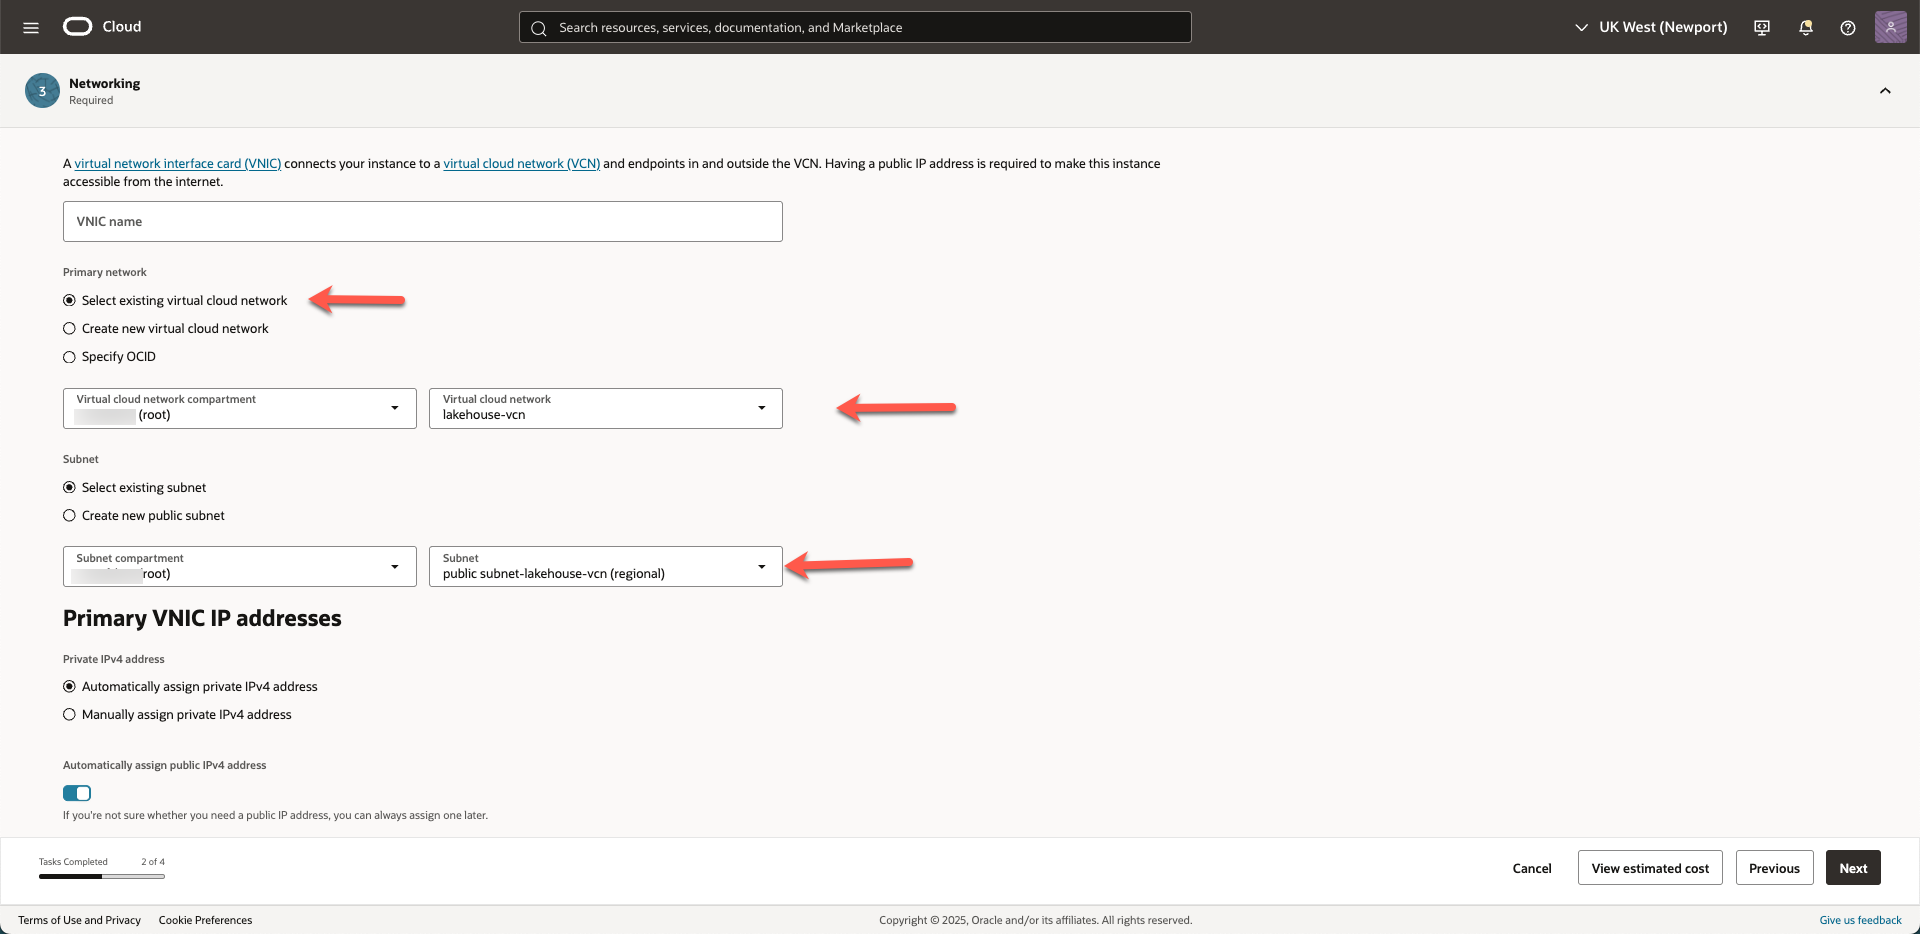 Cloud
Search resources, services, documentation, and Marketplace
UK West (Newport)
3
Networking
Required
A virtual network interface card (VNIC) connects your instance to a virtual cloud network (VCN) and endpoints in and outside the VCN. Having a public IP address is required to make this instance
accessible from the internet.
VNIC name
Primary network
Select existing virtual cloud network
Create new virtual cloud network
Specify OCID
Virtual cloud network compartment
(root)
Virtual cloud network
lakehouse-vcn
Subnet
Select existing subnet
Create new public subnet
Subnet compartment
root)
Subnet
public subnet-lakehouse-vcn (regional)
Primary VNIC IP addresses
Private IPv4 address
Automatically assign private IPv4 address
Manually assign private IPv4 address
Automatically assign public IPv4 address
If you're not sure whether you need a public IP address, you can always assign one later.
Tasks Completed 2 of 4
Cancel
View estimated cost
Previous
Next
Terms of Use and Privacy
Cookie Preferences
Copyright © 2025, Oracle and/or its affiliates. All rights reserved.
Give us feedback